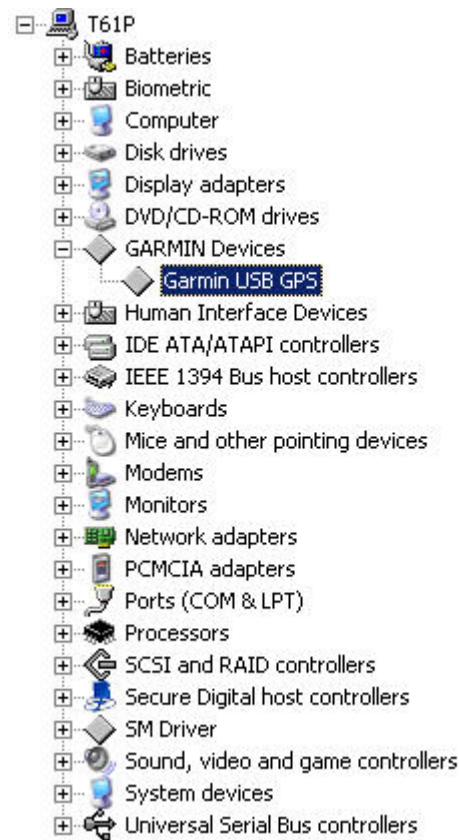 T61P
Batteries
Biometric
Computer
Disk drives
Display adapters
DVD/CD-ROM drives
GARMIN Devices
Garmin USB GPS
Human Interface Devices
IDE ATA/ATAPI controllers
IEEE 1394 Bus host controllers
Keyboards
Mice and other pointing devices
Modems
Monitors
Network adapters
PCMCIA adapters
Ports (COM & LPT)
Processors
SCSI and RAID controllers
Secure Digital host controllers
SM Driver
Sound, video and game controllers
System devices
Universal Serial Bus controllers